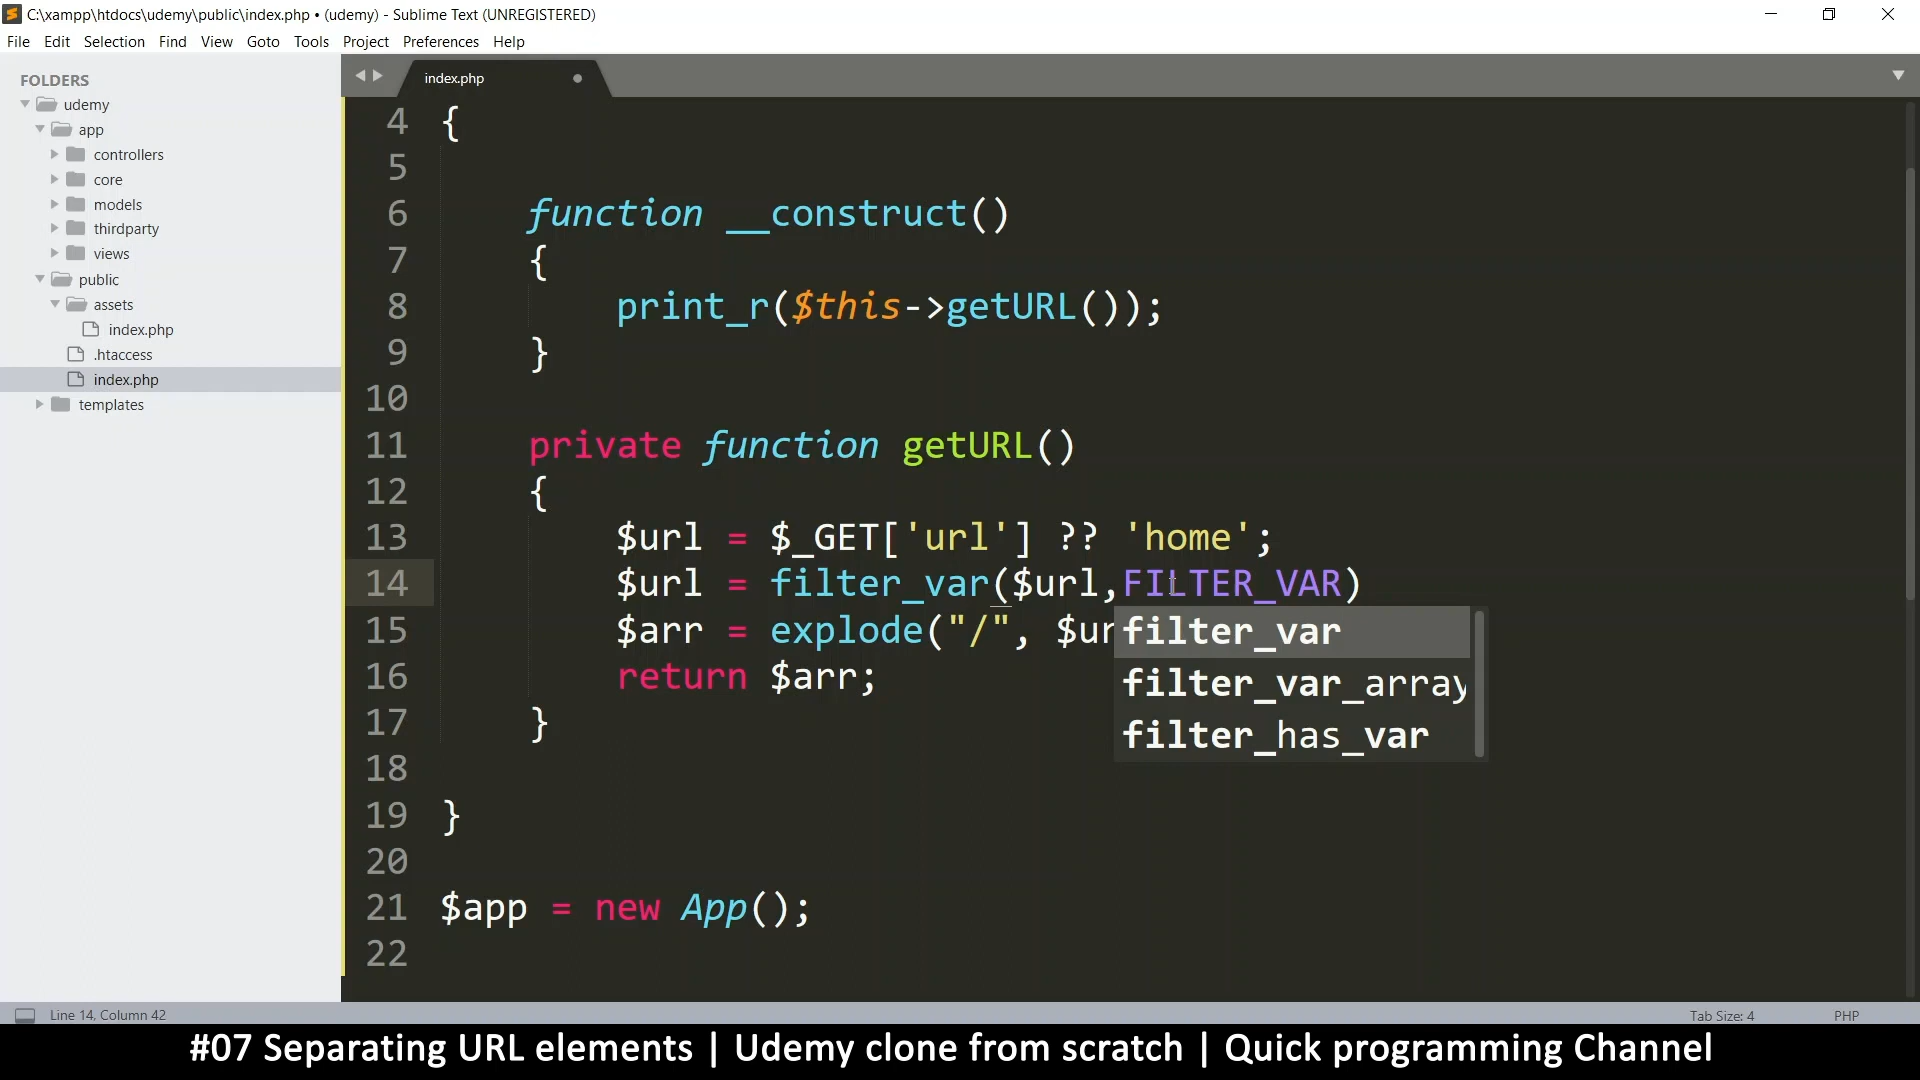 C:\xampp\htdocs\udemy\public\index.php • (udemy) - Sublime Text (UNREGISTERED)
File Edit Selection Find View Goto Tools Project Preferences Help
FOLDERS
udemy
app
controllers
core
models
thirdparty
views
public
assets
index.php
.htaccess
index.php
templates
index.php
4 {
5
6 function __construct()
7 {
8 print_r($this->getURL());
9 }
10
11 private function getURL()
12 {
13 $url = $_GET['url'] ?? 'home';
14 $url = filter_var($url,FILTER_VAR)
15 $arr = explode("/", $ur
16 return $arr;
17 }
18
19 }
20
21 $app = new App();
22
filter_var
filter_var_array
filter_has_var
Line 14, Column 42
Tab Size: 4
PHP
#07 Separating URL elements | Udemy clone from scratch | Quick programming Channel